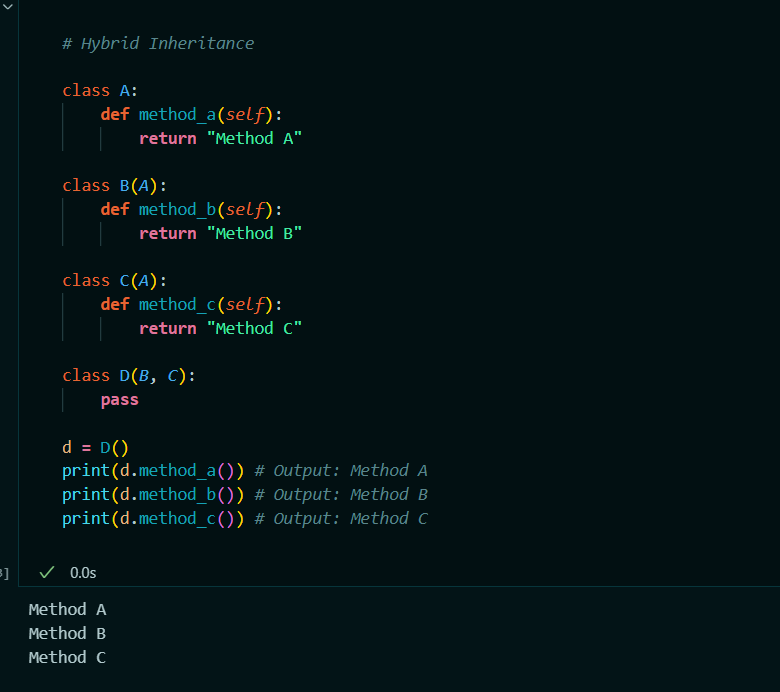 # Hybrid Inheritance
class A:
def method_a(self):
return "Method A"
class B(A):
def method_b(self):
return "Method B"
class C(A):
def method_c(self):
return "Method C"
class D(B, C):
pass
d = D()
print(d.method_a()) # Output: Method A
print(d.method_b()) # Output: Method B
print(d.method_c()) # Output: Method C
] 0.0s
Method A
Method B
Method C